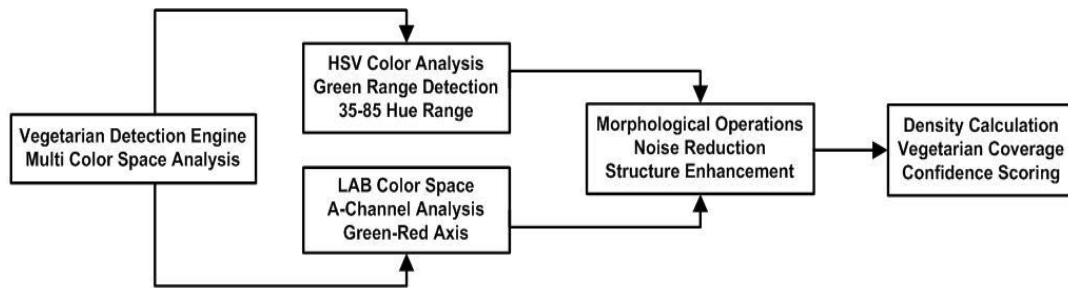 Vegetarian Detection Engine
Multi Color Space Analysis
HSV Color Analysis
Green Range Detection
35-85 Hue Range
LAB Color Space
A-Channel Analysis
Green-Red Axis
Morphological Operations
Noise Reduction
Structure Enhancement
Density Calculation
Vegetarian Coverage
Confidence Scoring